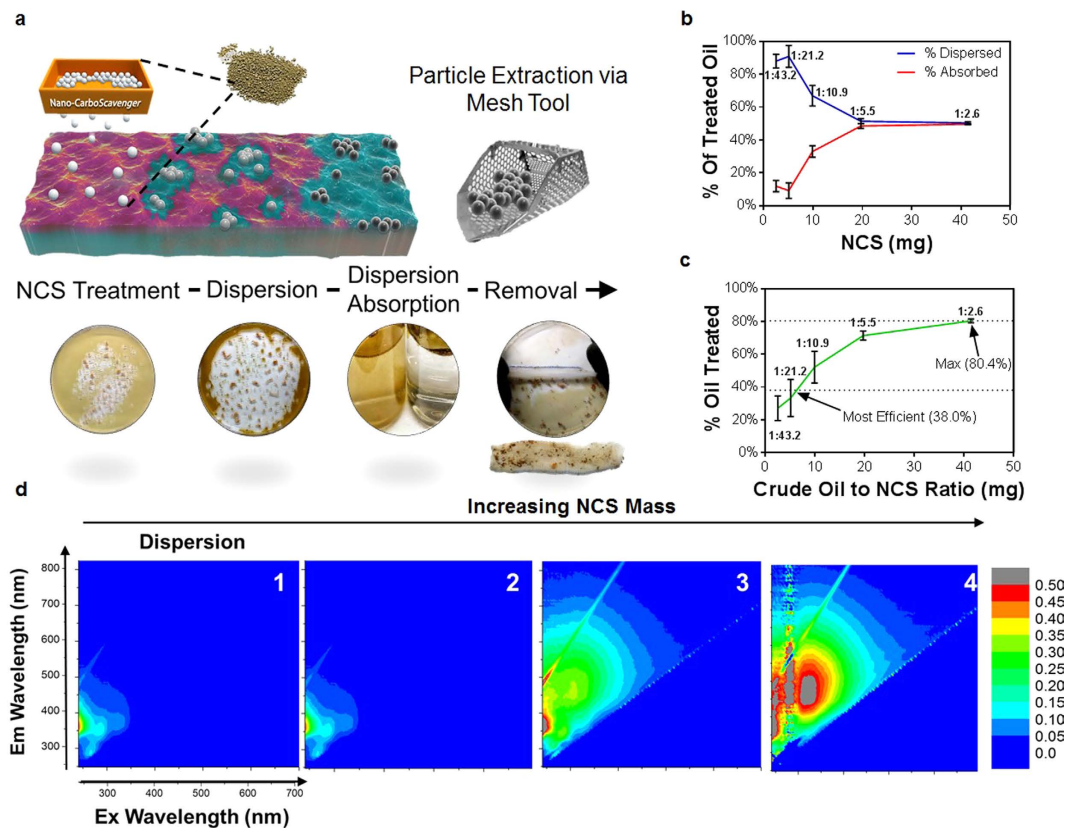 a
Nano-CarboScavenger
Particle Extraction via
Mesh Tool
NCS Treatment
Dispersion
Dispersion
Absorption
Removal
b
100%
80%
60%
40%
20%
0%
% Of Treated Oil
% Dispersed
% Absorbed
1:43.2
1:21.2
1:10.9
1:5.5
1:2.6
0 10 20 30 40 50
NCS (mg)
c
100%
80%
60%
40%
20%
0%
% Oil Treated
1:43.2
1:21.2
1:10.9
1:5.5
1:2.6
Max (80.4%)
Most Efficient (38.0%)
0 10 20 30 40 50
Crude Oil to NCS Ratio (mg)
d
Increasing NCS Mass
Dispersion
Em Wavelength (nm)
800
700
600
500
400
300
1
2
3
4
300 400 500 600 700
Ex Wavelength (nm)
0.50
0.45
0.40
0.35
0.30
0.25
0.20
0.15
0.10
0.05
0.0